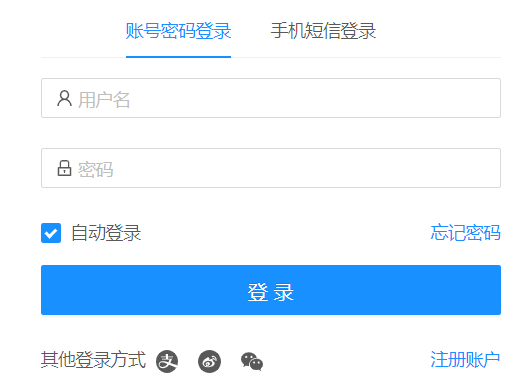 账号密码登录 手机短信登录
用户名
密码
自动登录 忘记密码
登 录
其他登录方式 支 注册账户